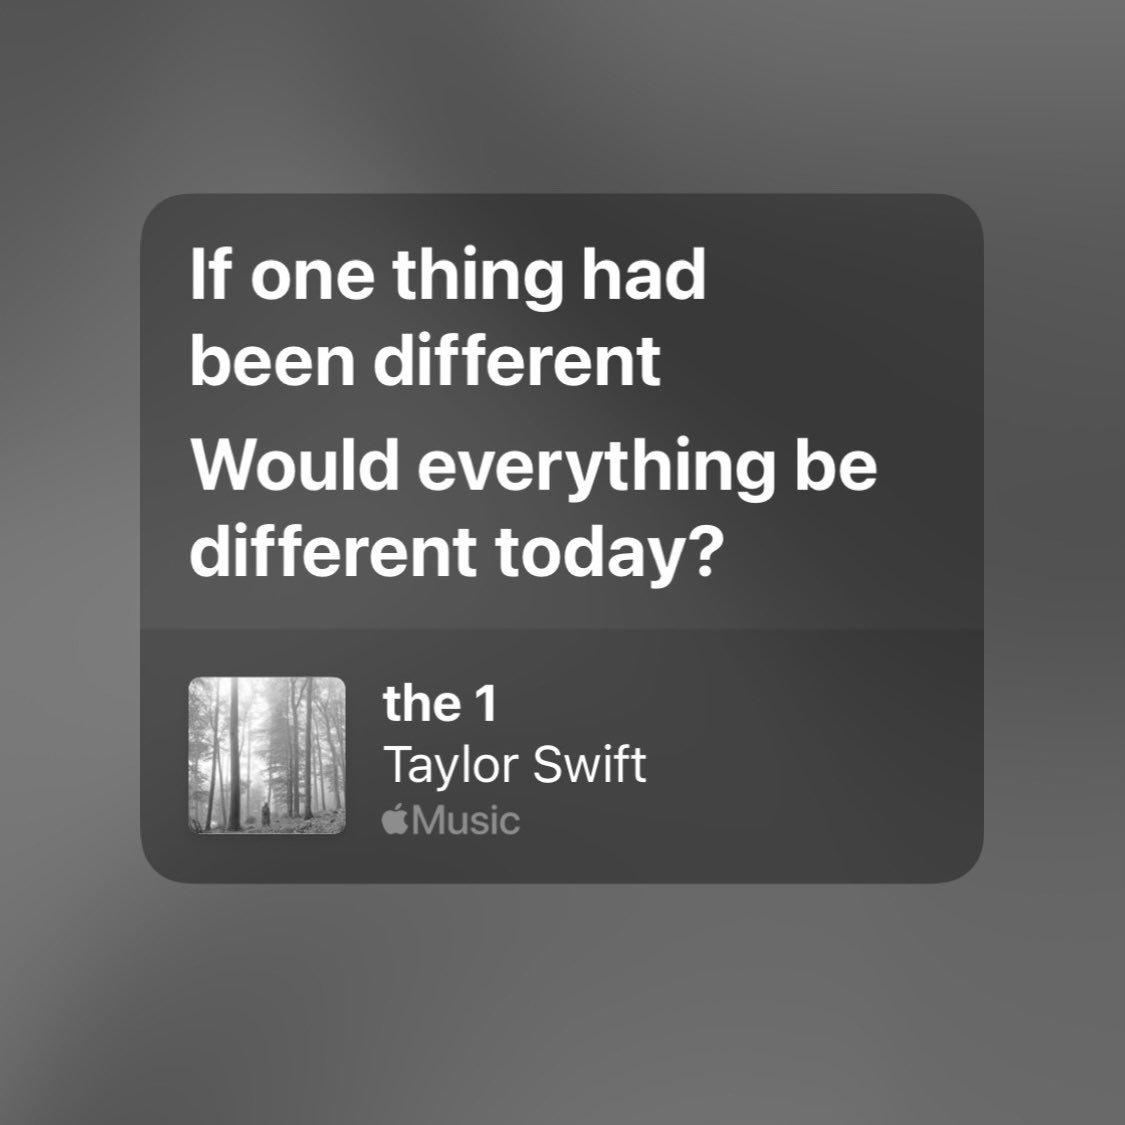 If one thing had
been different
Would everything be
different today?
the 1
Taylor Swift
Music